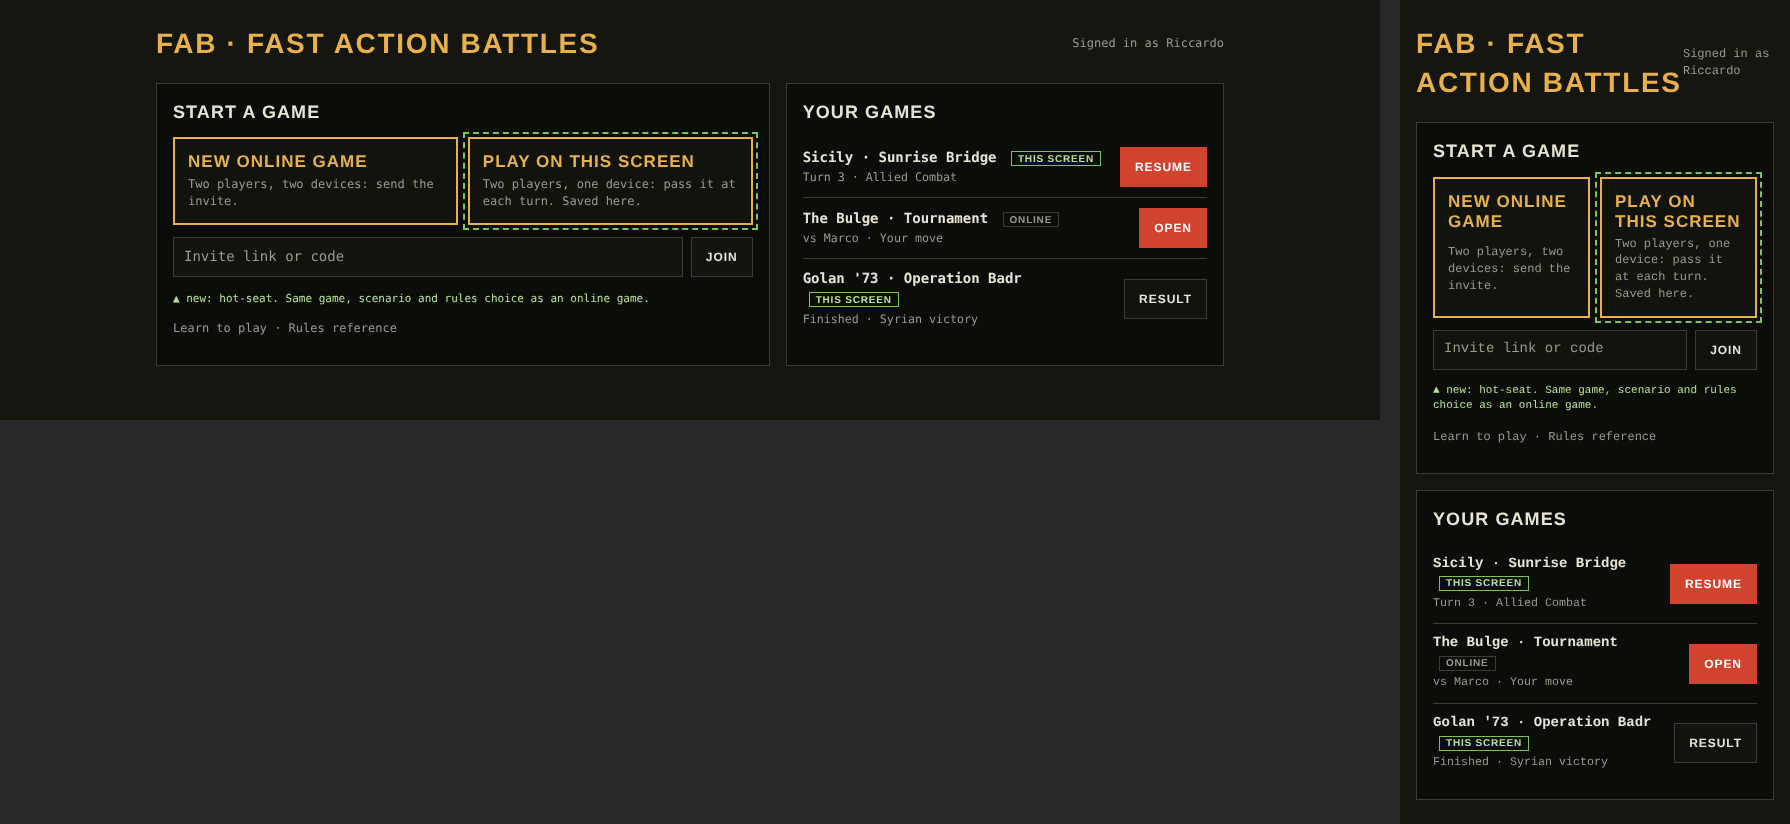 FAB · FAST ACTION BATTLES
Signed in as Riccardo
START A GAME
NEW ONLINE GAME
Two players, two devices: send the
invite.
PLAY ON THIS SCREEN
Two players, one device: pass it at
each turn. Saved here.
Invite link or code
JOIN
▲ new: hot-seat. Same game, scenario and rules choice as an online game.
Learn to play · Rules reference
YOUR GAMES
Sicily · Sunrise Bridge THIS SCREEN
Turn 3 · Allied Combat
RESUME
The Bulge · Tournament ONLINE
vs Marco · Your move
OPEN
Golan '73 · Operation Badr
THIS SCREEN
Finished · Syrian victory
RESULT
FAB · FAST
ACTION BATTLES
Signed in as
Riccardo
START A GAME
NEW ONLINE
GAME
Two players, two
devices: send the
invite.
PLAY ON
THIS SCREEN
Two players, one
device: pass it
at each turn.
Saved here.
Invite link or code
JOIN
▲ new: hot-seat. Same game, scenario and rules
choice as an online game.
Learn to play · Rules reference
YOUR GAMES
Sicily · Sunrise Bridge
THIS SCREEN
Turn 3 · Allied Combat
RESUME
The Bulge · Tournament
ONLINE
vs Marco · Your move
OPEN
Golan '73 · Operation Badr
THIS SCREEN
Finished · Syrian victory
RESULT